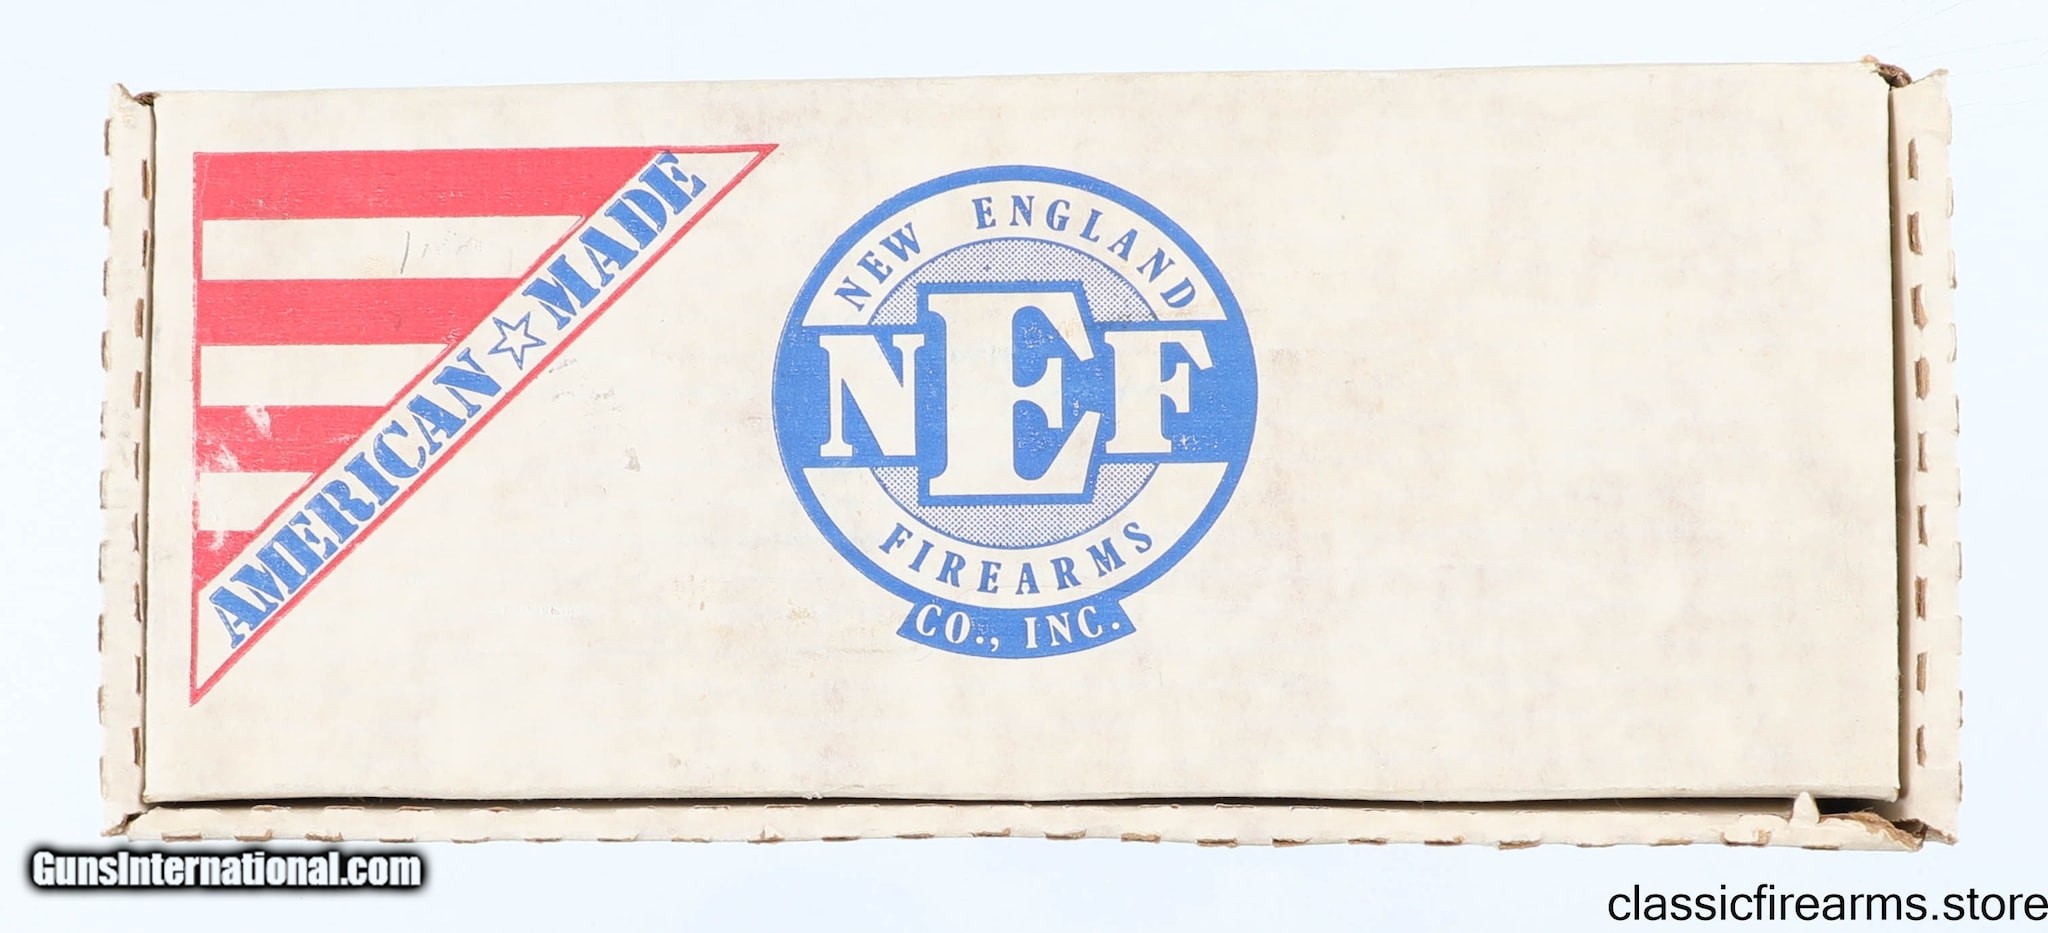 AMERICAN ☆ MADE
NEW ENGLAND
NEF
FIREARMS
CO., INC.
GunsInternational.com
classicfirearms.store